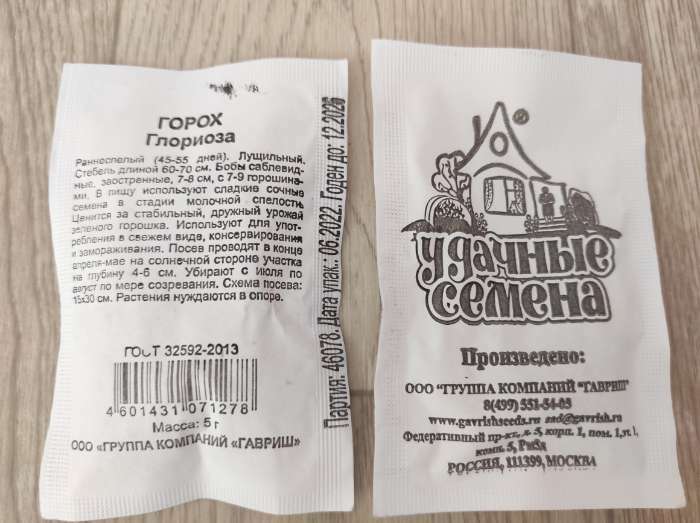 ГОРОХ
Глориоза
Раннеспелый (45-55 дней). Лущильный.
Стебель длиной 60-70 см. Бобы саблевид-
ные, заостренные, 7-8 см, с 7-9 горошина-
ми. В пищу используют сладкие сочные
семена в стадии молочной спелости.
Ценится за стабильный, дружный урожай
зеленого горошка. Используют для упот-
ребления в свежем виде, консервирования
и замораживания. Посев проводят в конце
апреля-мае на солнечной стороне участка
на глубину 4-6 см. Убирают с июля по
август по мере созревания. Схема посева:
15х30 см. Растения нуждаются в опоре.
ГОСТ 32592-2013
4 601431 071278
Масса: 5 г
ООО «ГРУППА КОМПАНИЙ «ГАВРИШ»
Партия: 46078. Дата упак.: 06.2022. Годен до: 12.2026
®
удачные
семена
Произведено:
ООО "ГРУППА КОМПАНИЙ "ГАВРИШ"
8(499) 551-54-03
www.gavrishseeds.ru sad@gavrish.ru
Федеративный пр-кт, д. 5, корп. 1, пом. 1,эт.1,
комн. 5,
РОССИЯ, 111399, МОСКВА